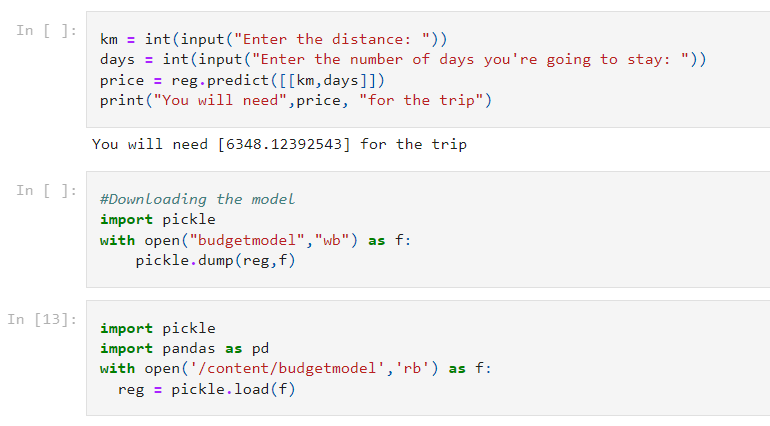 In [ ]:
km = int(input("Enter the distance: "))
days = int(input("Enter the number of days you're going to stay: "))
price = reg.predict([[km,days]])
print("You will need",price, "for the trip")
You will need [6348.12392543] for the trip
In [ ]:
#Downloading the model
import pickle
with open("budgetmodel","wb") as f:
    pickle.dump(reg,f)
In [13]:
import pickle
import pandas as pd
with open('/content/budgetmodel','rb') as f:
  reg = pickle.load(f)